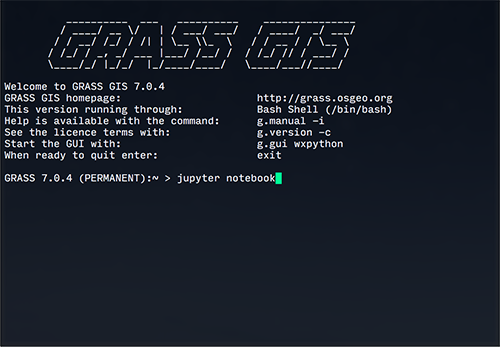 GRASS GIS
Welcome to GRASS GIS 7.0.4
GRASS GIS homepage: http://grass.osgeo.org
This version running through: Bash Shell (/bin/bash)
Help is available with the command: g.manual -i
See the licence terms with: g.version -c
Start the GUI with: g.gui wxpython
When ready to quit enter: exit
GRASS 7.0.4 (PERMANENT):~ > jupyter notebook